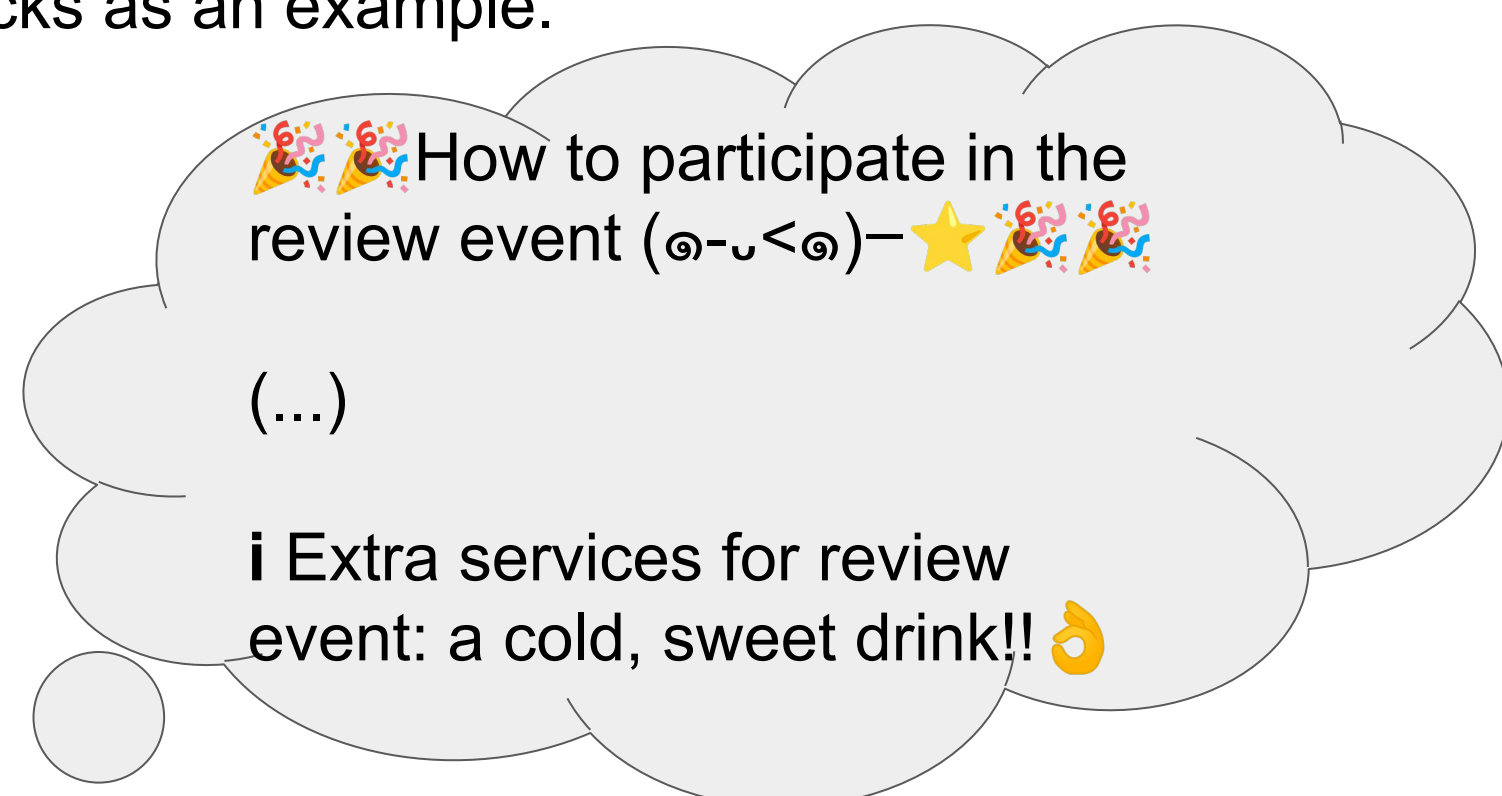 as an example.
🎉🎉How to participate in the
review event (๑-ᴗ<๑)–⭐🎉🎉
(...)
i Extra services for review
event: a cold, sweet drink!!👌